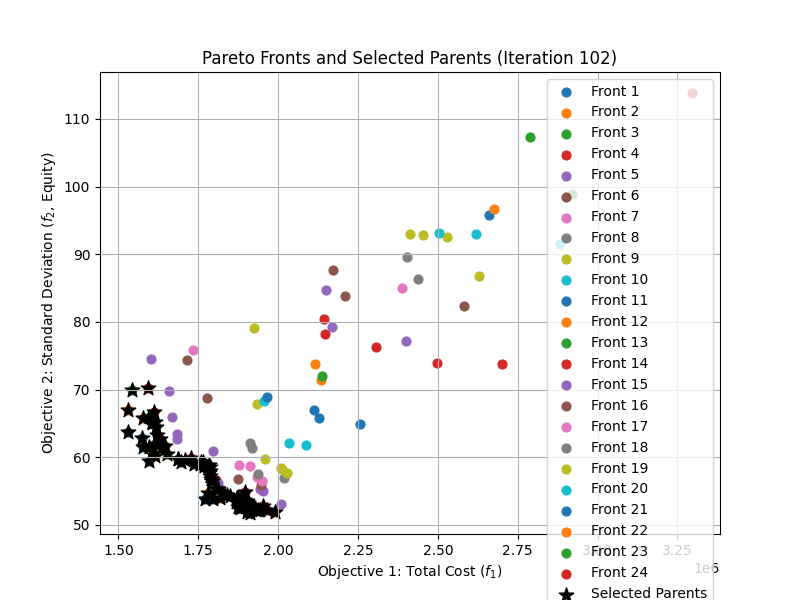 Pareto Fronts and Selected Parents (Iteration 102)
Objective 2: Standard Deviation (f₂, Equity)
110
100
90
80
70
60
50
1.50
1.75
2.00
2.25
2.50
2.75
3.00
3.25
1e6
Objective 1: Total Cost (f₁)
Front 1
Front 2
Front 3
Front 4
Front 5
Front 6
Front 7
Front 8
Front 9
Front 10
Front 11
Front 12
Front 13
Front 14
Front 15
Front 16
Front 17
Front 18
Front 19
Front 20
Front 21
Front 22
Front 23
Front 24
Selected Parents